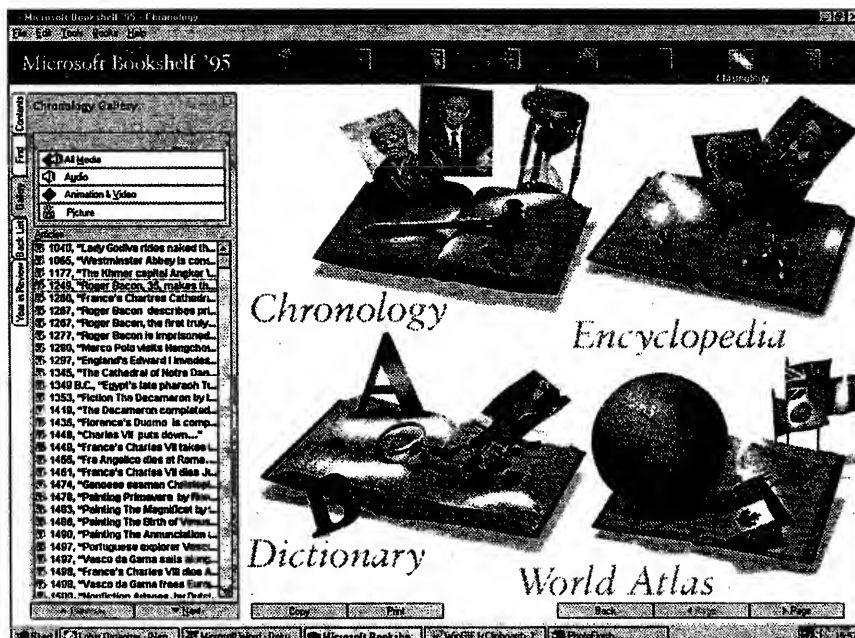 Microsoft Bookshelf '95 - Chronology
File Edit Tools Books Help
Microsoft Bookshelf '95
Chronology
Contents
Find
Gallery
Back List
Year in Review
Chronology Gallery
All Media
Audio
Animation & Video
Picture
Articles
1040, "Lady Godiva rides naked th...
1065, "Westminster Abbey is cons...
1177, "The Khmer capital Angkor
1249, "Roger Bacon, 35, makes th...
1260, "France's Chartres Cathedr...
1267, "Roger Bacon describes pri...
1267, "Roger Bacon, the first truly...
1277, "Roger Bacon is imprisoned...
1280, "Marco Polo visits Hangchow
1297, "England's Edward I invades...
1345, "The Cathedral of Notre Dam...
1349 B.C., "Egypt's late pharaoh Tu...
1353, "Fiction The Decameron by
1419, "The Decameron completed
1436, "Florence's Duomo is comp...
1448, "Charles VII puts down..."
1449, "France's Charles VII takes
1455, "Fra Angelico dies at Rome...
1461, "France's Charles VII dies
1474, "Genoese seaman
1478, "Painting Primavera by
1483, "Painting The Magnificat by
1486, "Painting The Birth of Venus
1490, "Painting The Annunciation
1497, "Portuguese explorer
1497, "Vasco da Gama sails along
1498, "France's Charles VIII dies A
1498, "Vasco da Gama frees
Next
Chronology
Encyclopedia
Dictionary
World Atlas
Copy
Print
Back
Page
Page
Start
Microsoft Bookshe...